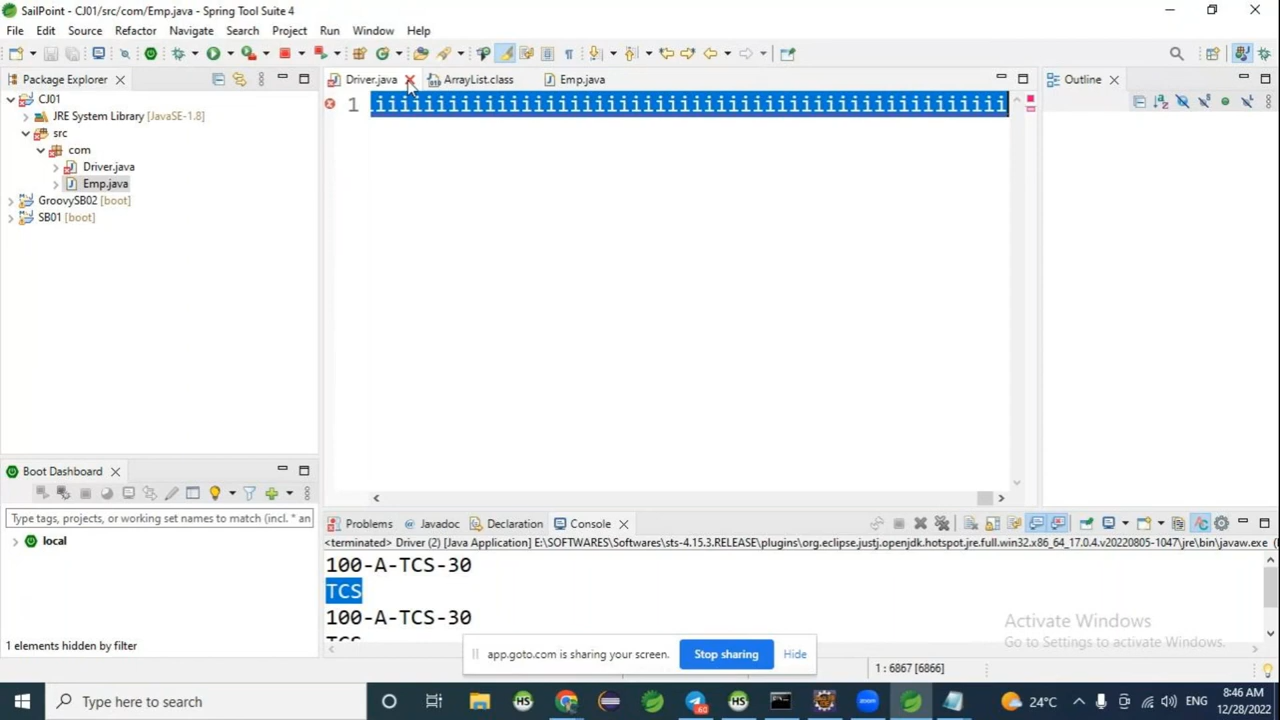 SailPoint - CJ01/src/com/Emp.java - Spring Tool Suite 4
File Edit Source Refactor Navigate Search Project Run Window Help
Package Explorer
Driver.java
ArrayList.class
Emp.java
Outline
CJ01
JRE System Library [JavaSE-1.8]
src
com
Driver.java
Emp.java
GroovySB02 [boot]
SB01 [boot]
1
Boot Dashboard
Type tags, projects, or working set names to match (incl. * an
local
1 elements hidden by filter
Problems
Javadoc
Declaration
Console
<terminated> Driver (2) [Java Application] E:\SOFTWARES\Softwares\sts-4.15.3.RELEASE\plugins\org.eclipse.justj.openjdk.hotspot.jre.full.win32.x86_64_17.0.4.v20220805-1047\jre\bin\javaw.exe (
100-A-TCS-30
TCS
100-A-TCS-30
TCS
Activate Windows
Go to Settings to activate Windows.
app.goto.com is sharing your screen.
Stop sharing
Hide
1 : 6867 [6866]
Type here to search
24°C
ENG
8:46 AM
12/28/2022